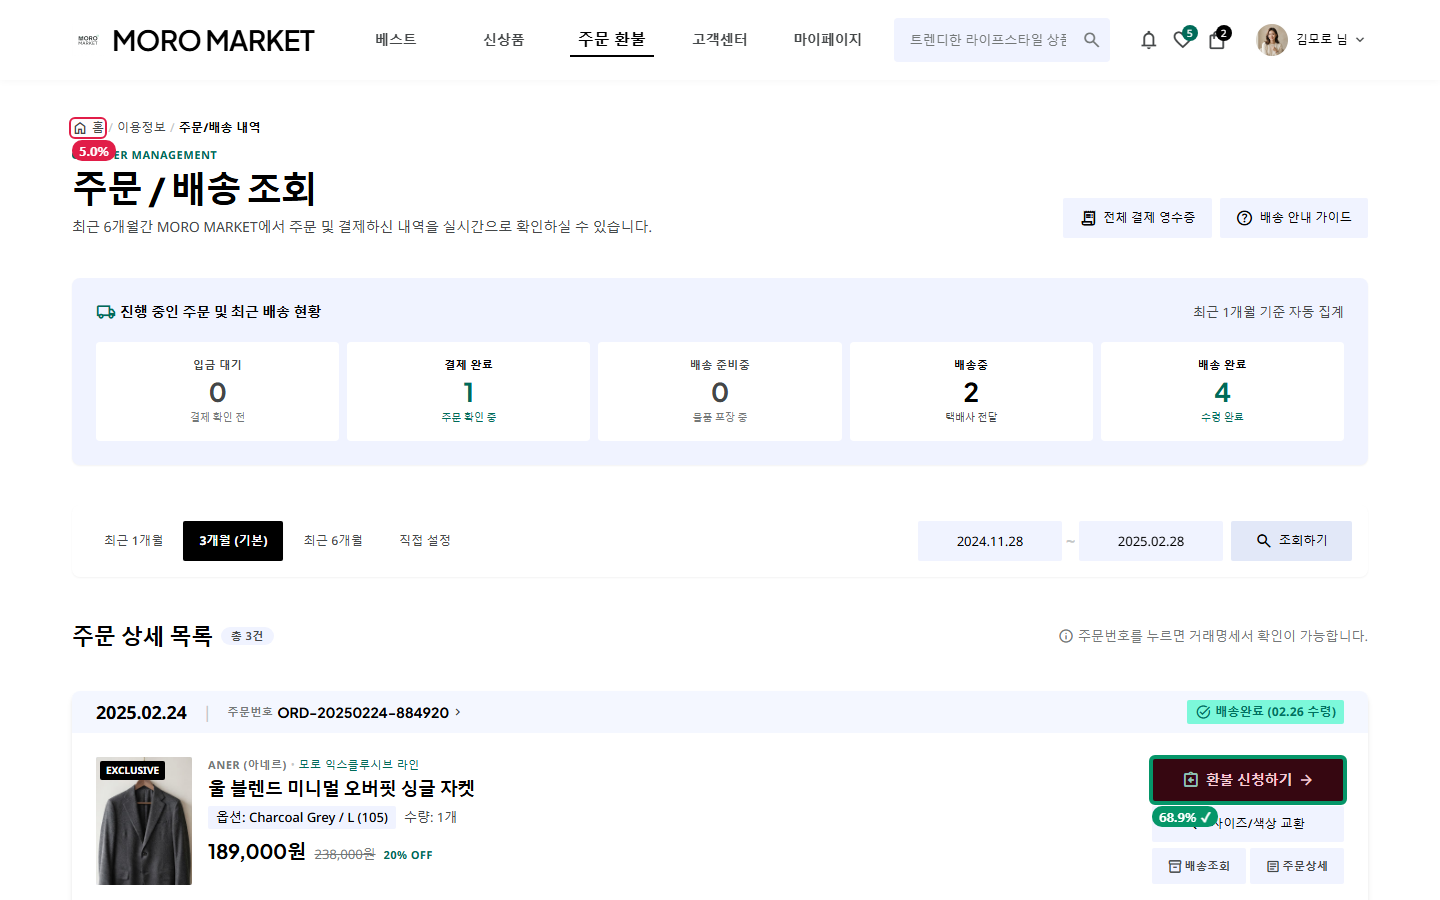 MORO MARKET
MORO MARKET
베스트
신상품
주문 환불
고객센터
마이페이지
트렌디한 라이프스타일 상품
5
2
김모로 님
홈 / 이용정보 / 주문/배송 내역
5.0%
ER MANAGEMENT
주문 / 배송 조회
최근 6개월간 MORO MARKET에서 주문 및 결제하신 내역을 실시간으로 확인하실 수 있습니다.
전체 결제 영수증
배송 안내 가이드
진행 중인 주문 및 최근 배송 현황
최근 1개월 기준 자동 집계
입금 대기
0
결제 확인 전
결제 완료
1
주문 확인 중
배송 준비중
0
물품 포장 중
배송중
2
택배사 전달
배송 완료
4
수령 완료
최근 1개월
3개월 (기본)
최근 6개월
직접 설정
2024.11.28
~
2025.02.28
조회하기
주문 상세 목록
총 3건
주문번호를 누르면 거래명세서 확인이 가능합니다.
2025.02.24 | 주문번호 ORD-20250224-884920
배송완료 (02.26 수령)
EXCLUSIVE
ANER (아네르) · 모로 익스클루시브 라인
울 블렌드 미니멀 오버핏 싱글 자켓
옵션: Charcoal Grey / L (105)
수량: 1개
189,000원 238,000원 20% OFF
환불 신청하기 →
68.9% ✓
사이즈/색상 교환
배송조회
주문상세